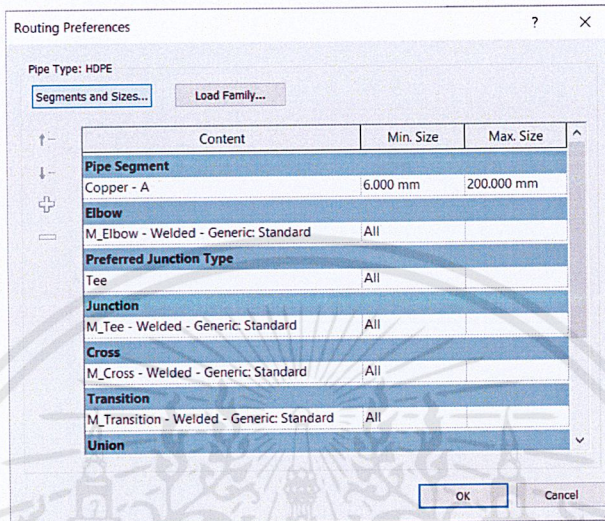 Routing Preferences ? ×
Pipe Type: HDPE
Segments and Sizes... Load Family...
Content Min. Size Max. Size
Pipe Segment
Copper - A 6.000 mm 200.000 mm
Elbow
M_Elbow - Welded - Generic: Standard All
Preferred Junction Type
Tee All
Junction
M_Tee - Welded - Generic: Standard All
Cross
M_Cross - Welded - Generic: Standard All
Transition
M_Transition - Welded - Generic: Standard All
Union
OK Cancel